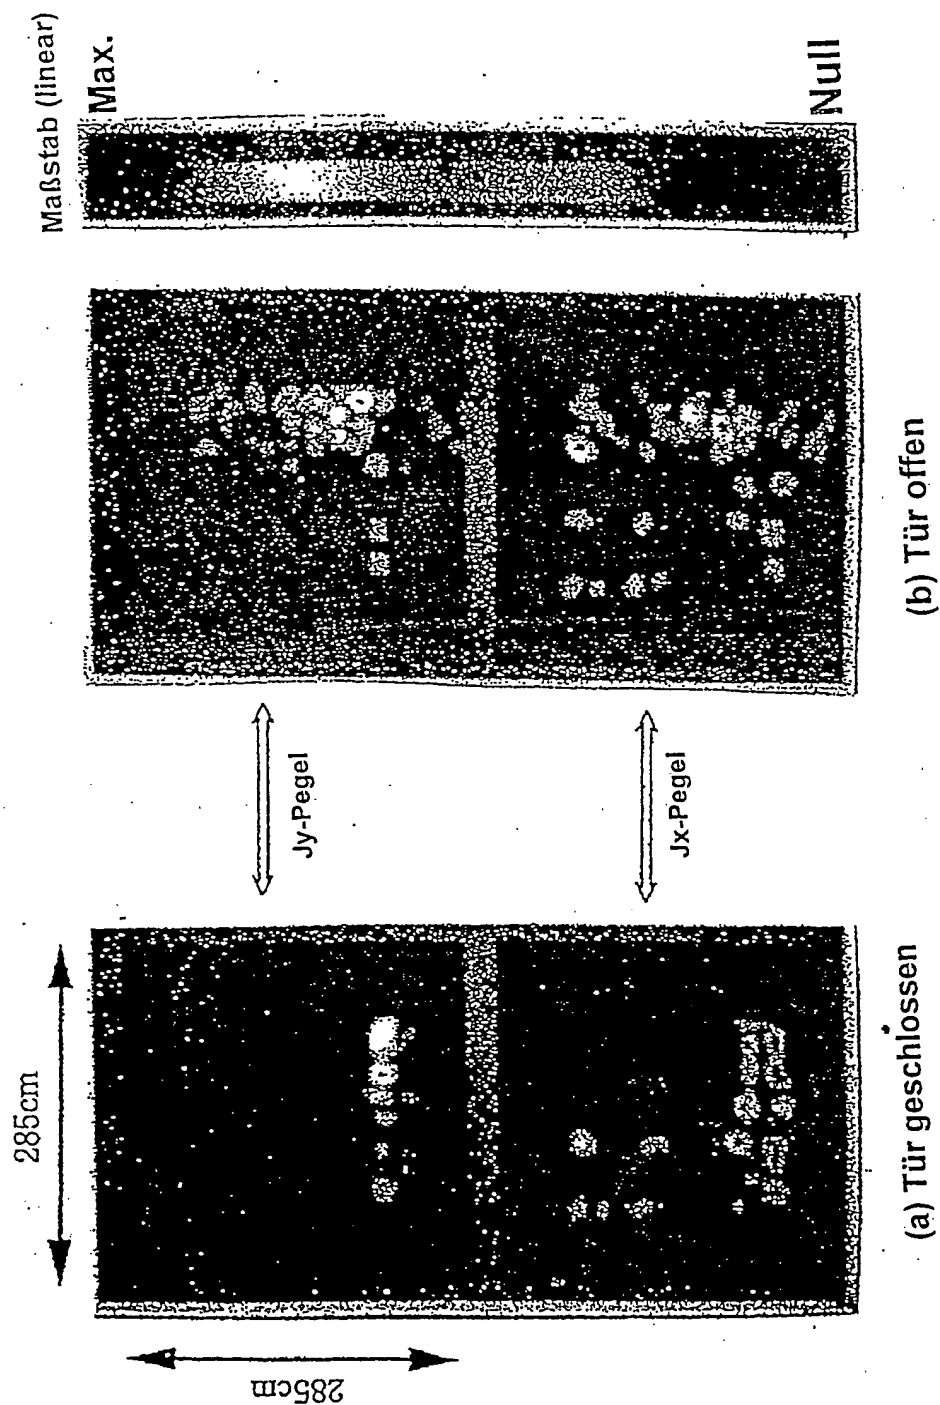 285cm
285cm
Jy-Pegel
Jx-Pegel
Maßstab (linear)
Max.
Null
(a) Tür geschlossen
(b) Tür offen